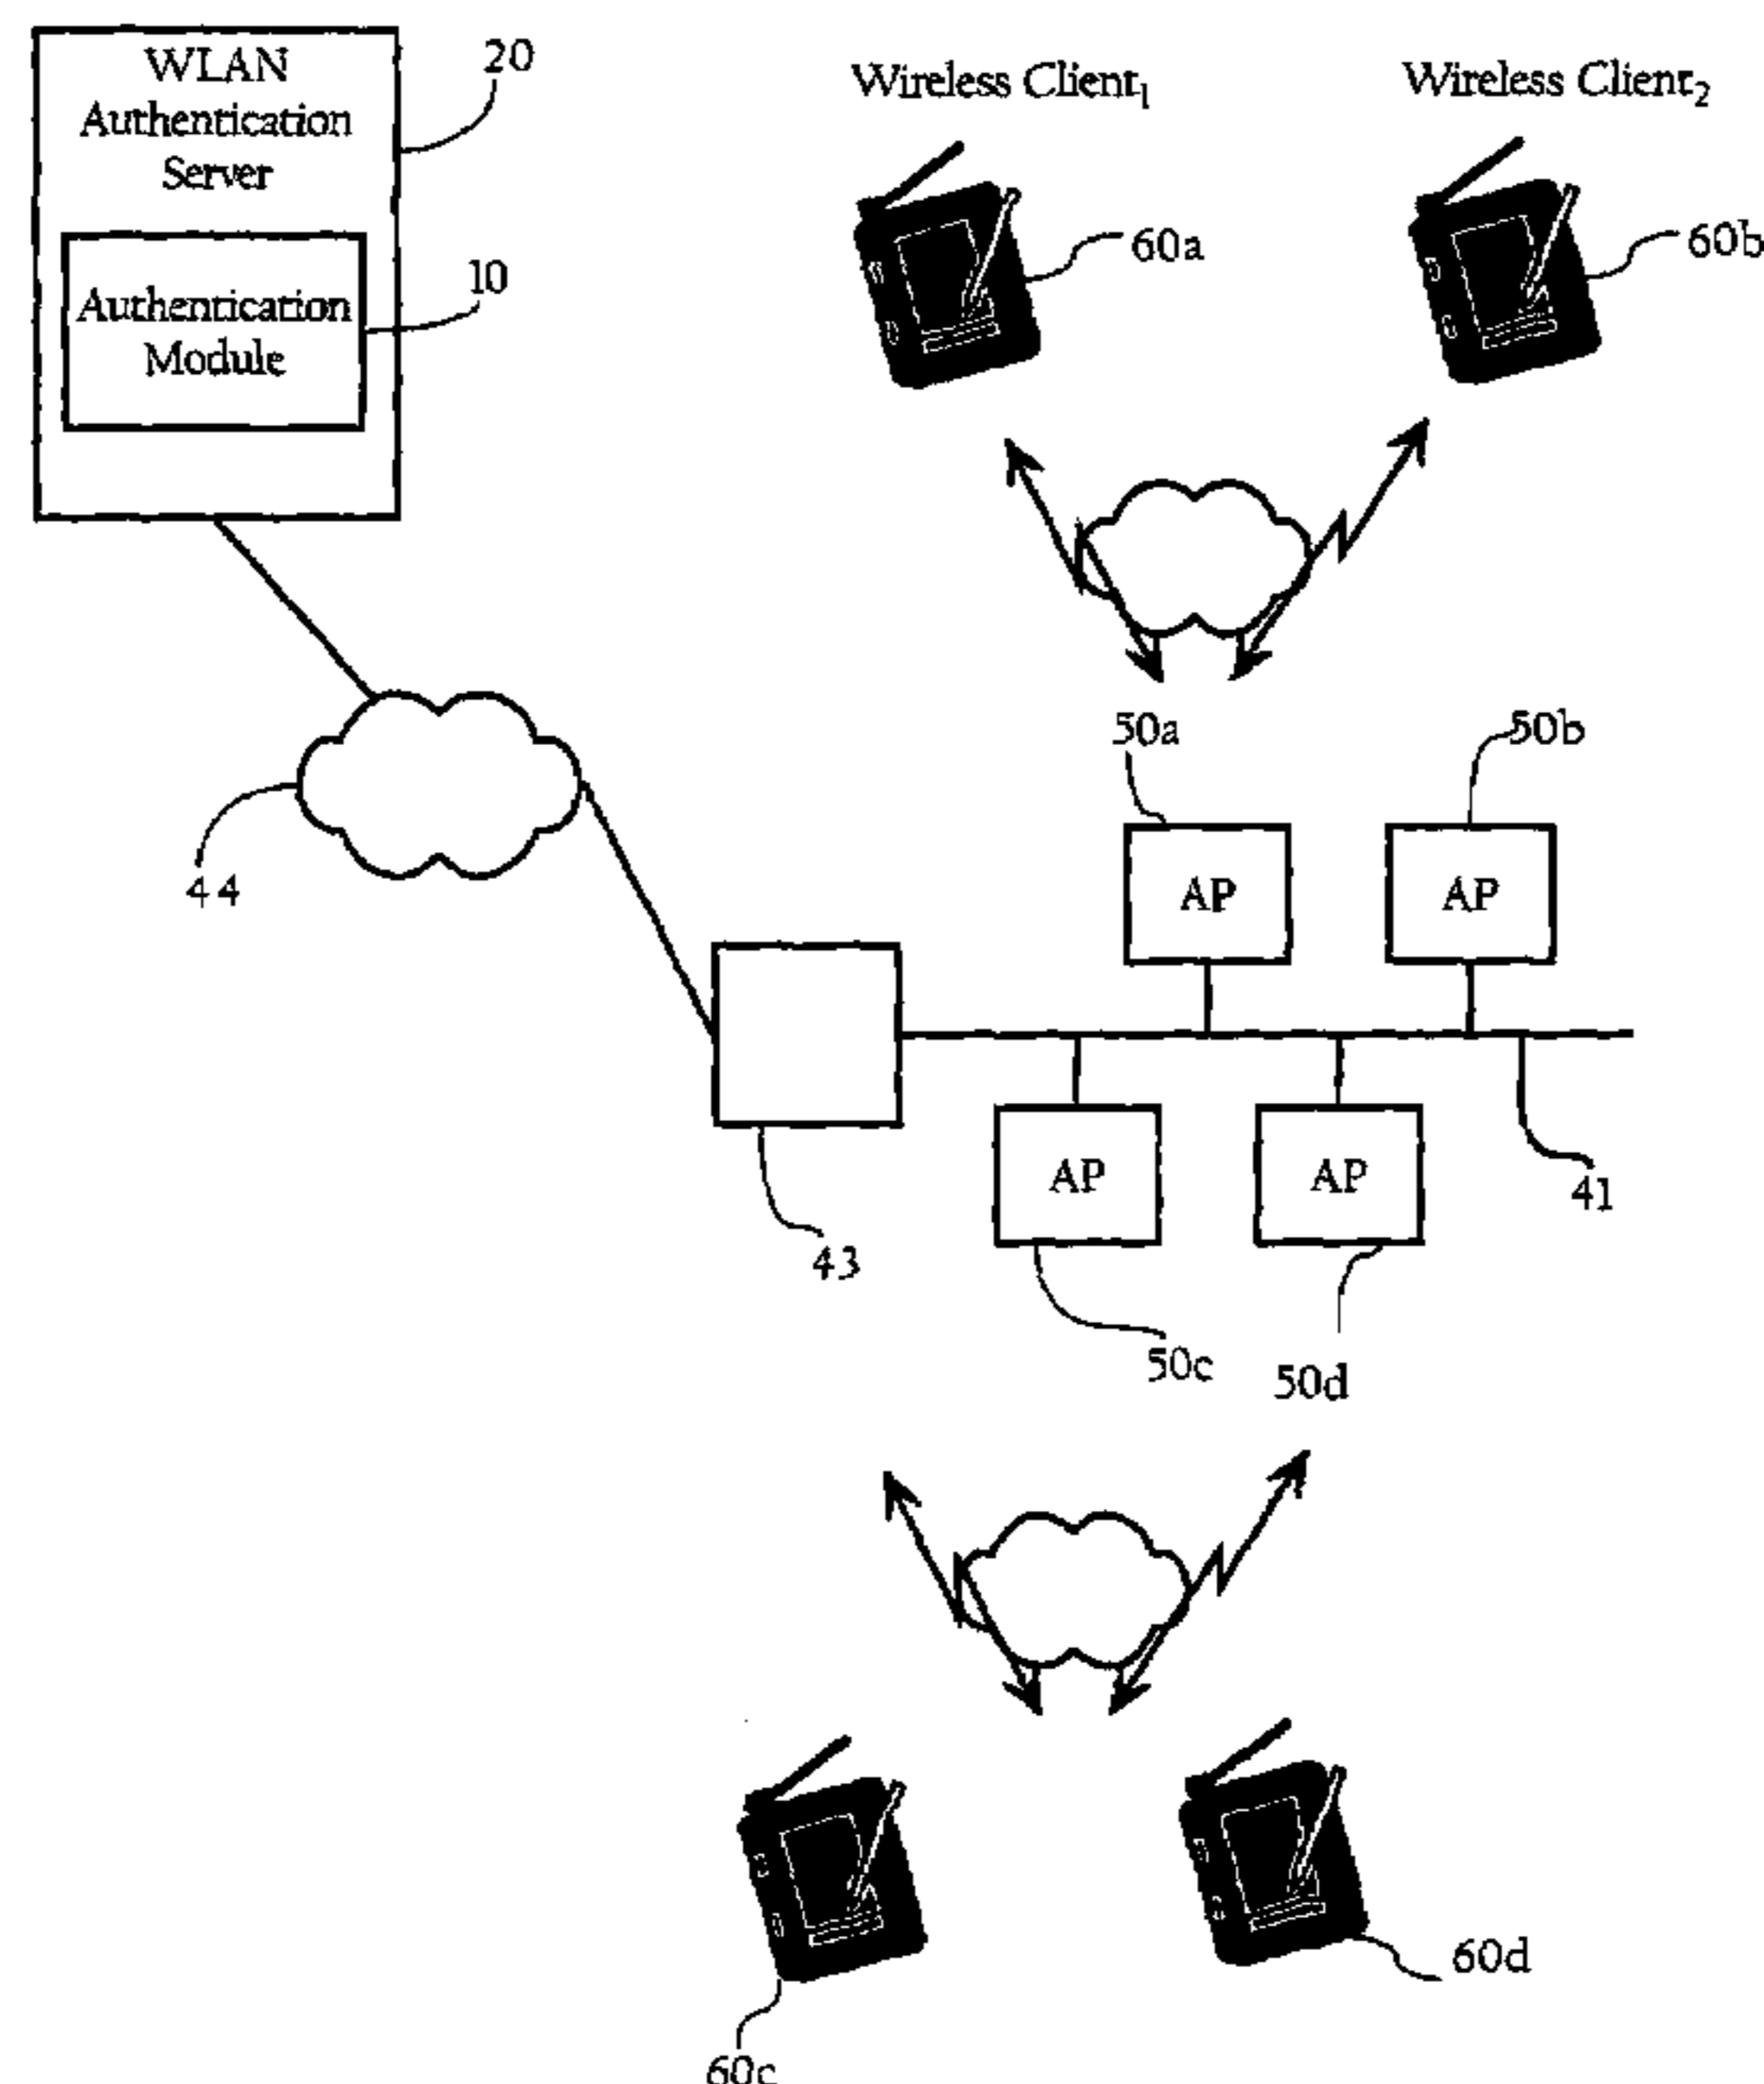 WLAN
Authentication
Server
20
Authentication
Module
10
Wireless Client1
Wireless Client2
60a
60b
44
50a
50b
AP
AP
AP
AP
41
43
50c
50d
60c
60d